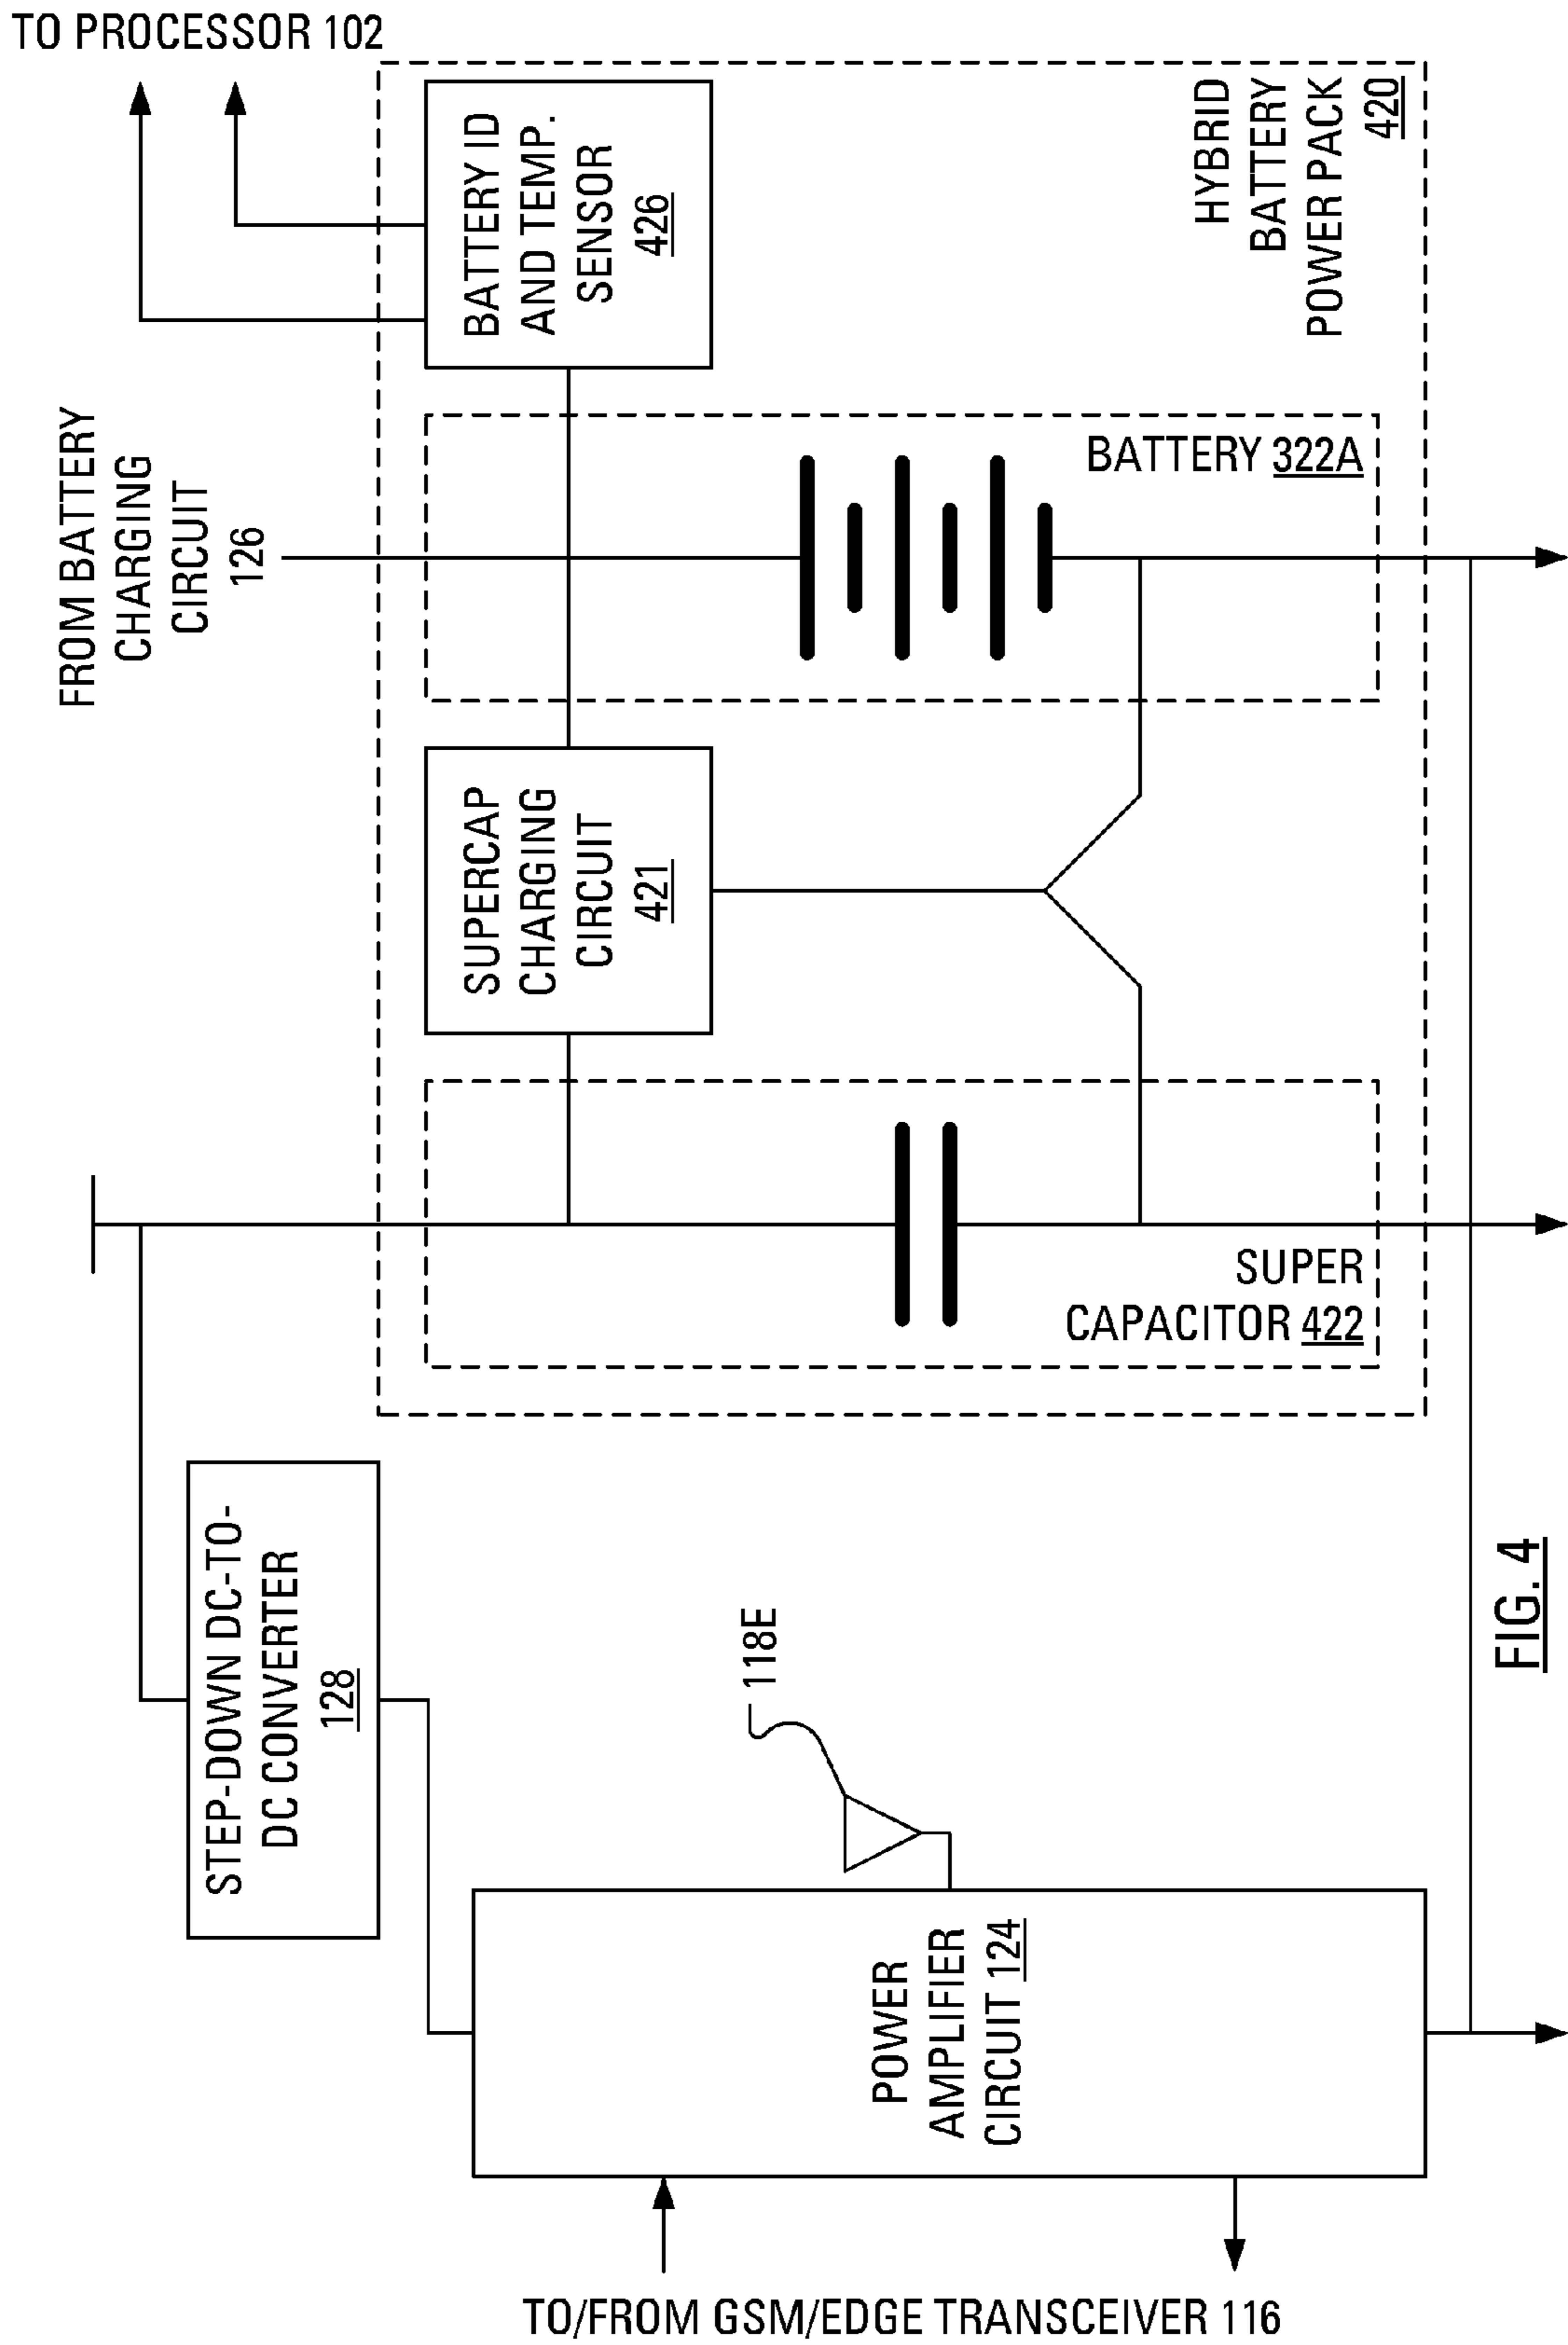 TO PROCESSOR 102
FROM BATTERY
CHARGING
CIRCUIT
126
BATTERY ID
AND TEMP.
SENSOR
426
HYBRID
BATTERY
POWER PACK
420
BATTERY 322A
SUPERCAP
CHARGING
CIRCUIT
421
SUPER
CAPACITOR 422
STEP-DOWN DC-TO-
DC CONVERTER
128
118E
POWER
AMPLIFIER
CIRCUIT 124
TO/FROM GSM/EDGE TRANSCEIVER 116
FIG. 4